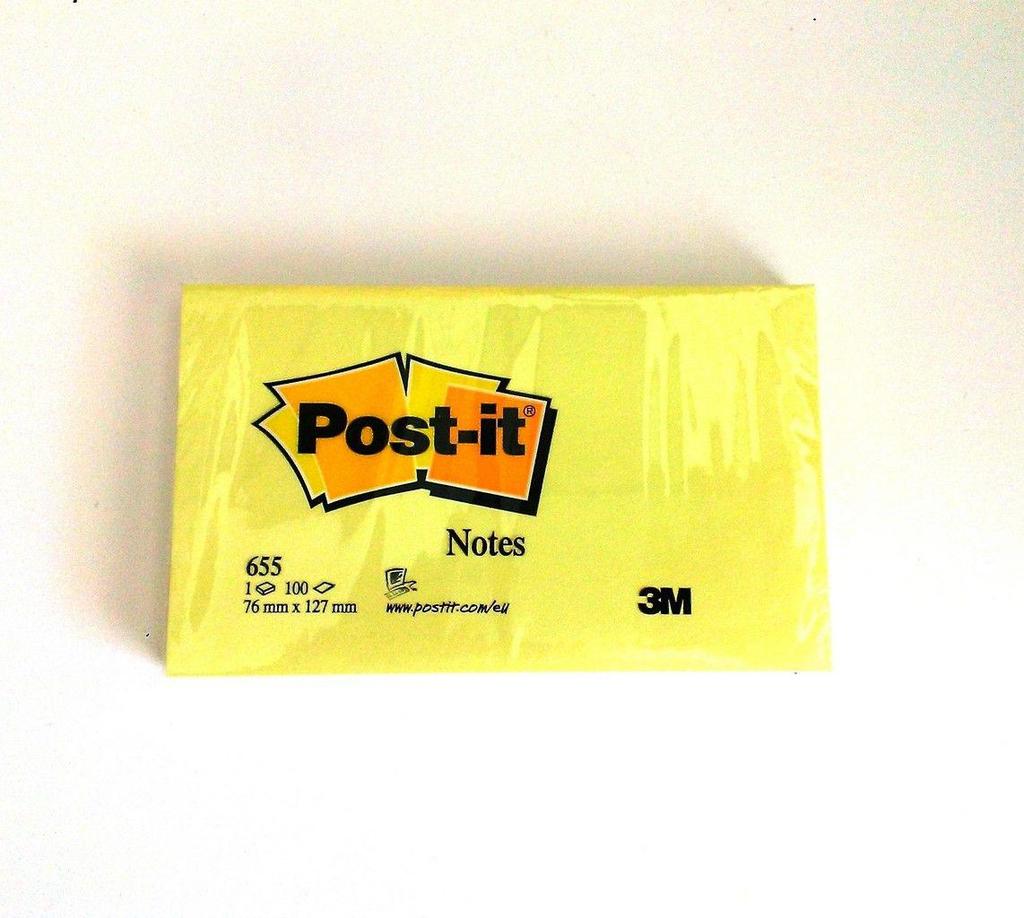 Post-it®
Notes
655
1 100
76 mm x 127 mm
www.postit.com/eu
3M